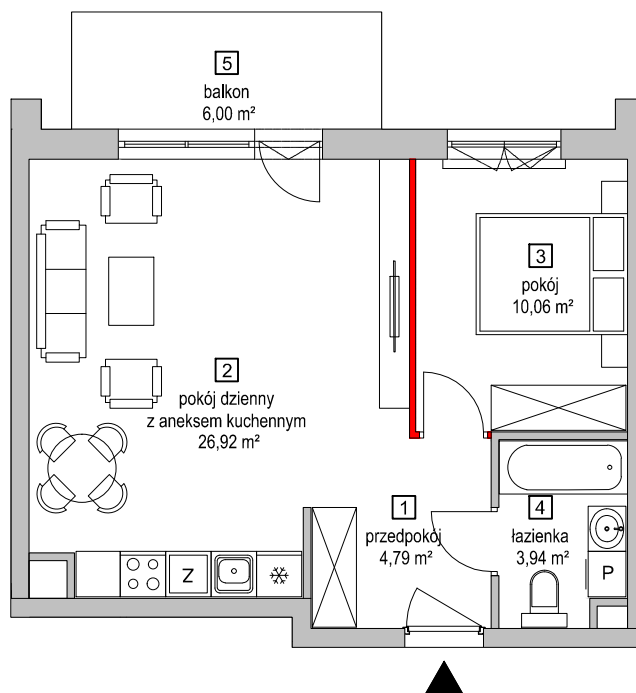 5
balkon
6,00 m²
3
pokój
10,06 m²
2
pokój dzienny
z aneksem kuchennym
26,92 m²
1
przedpokój
4,79 m²
4
łazienka
3,94 m²
Z
P